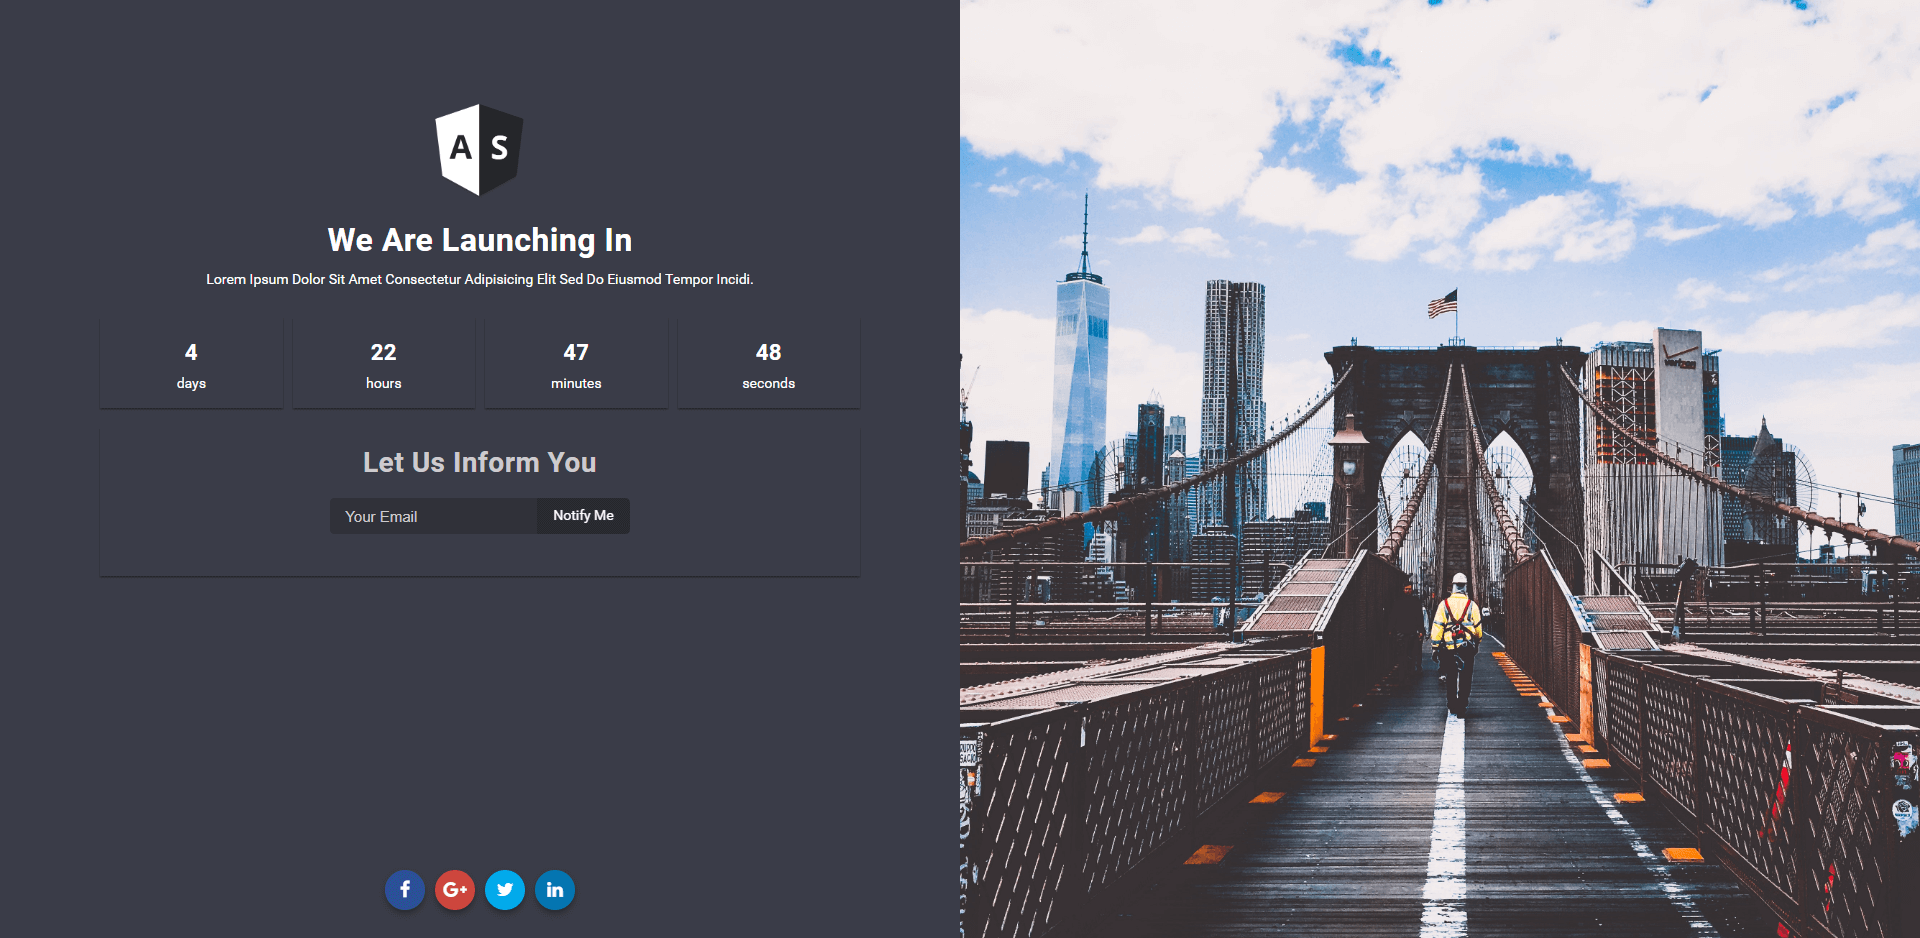 A S
We Are Launching In
Lorem Ipsum Dolor Sit Amet Consectetur Adipisicing Elit Sed Do Eiusmod Tempor Incidi.
4
days
22
hours
47
minutes
48
seconds
Let Us Inform You
Your Email
Notify Me
f
G+
in
verizon